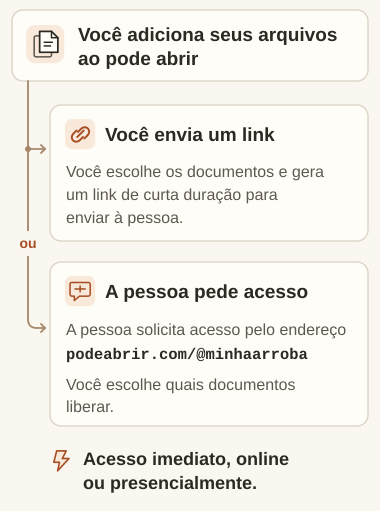 Você adiciona seus arquivos
ao pode abrir
Você envia um link
Você escolhe os documentos e gera
um link de curta duração para
enviar à pessoa.
ou
A pessoa pede acesso
A pessoa solicita acesso pelo endereço
podeabrir.com/@minhaarroba
Você escolhe quais documentos
liberar.
Acesso imediato, online
ou presencialmente.